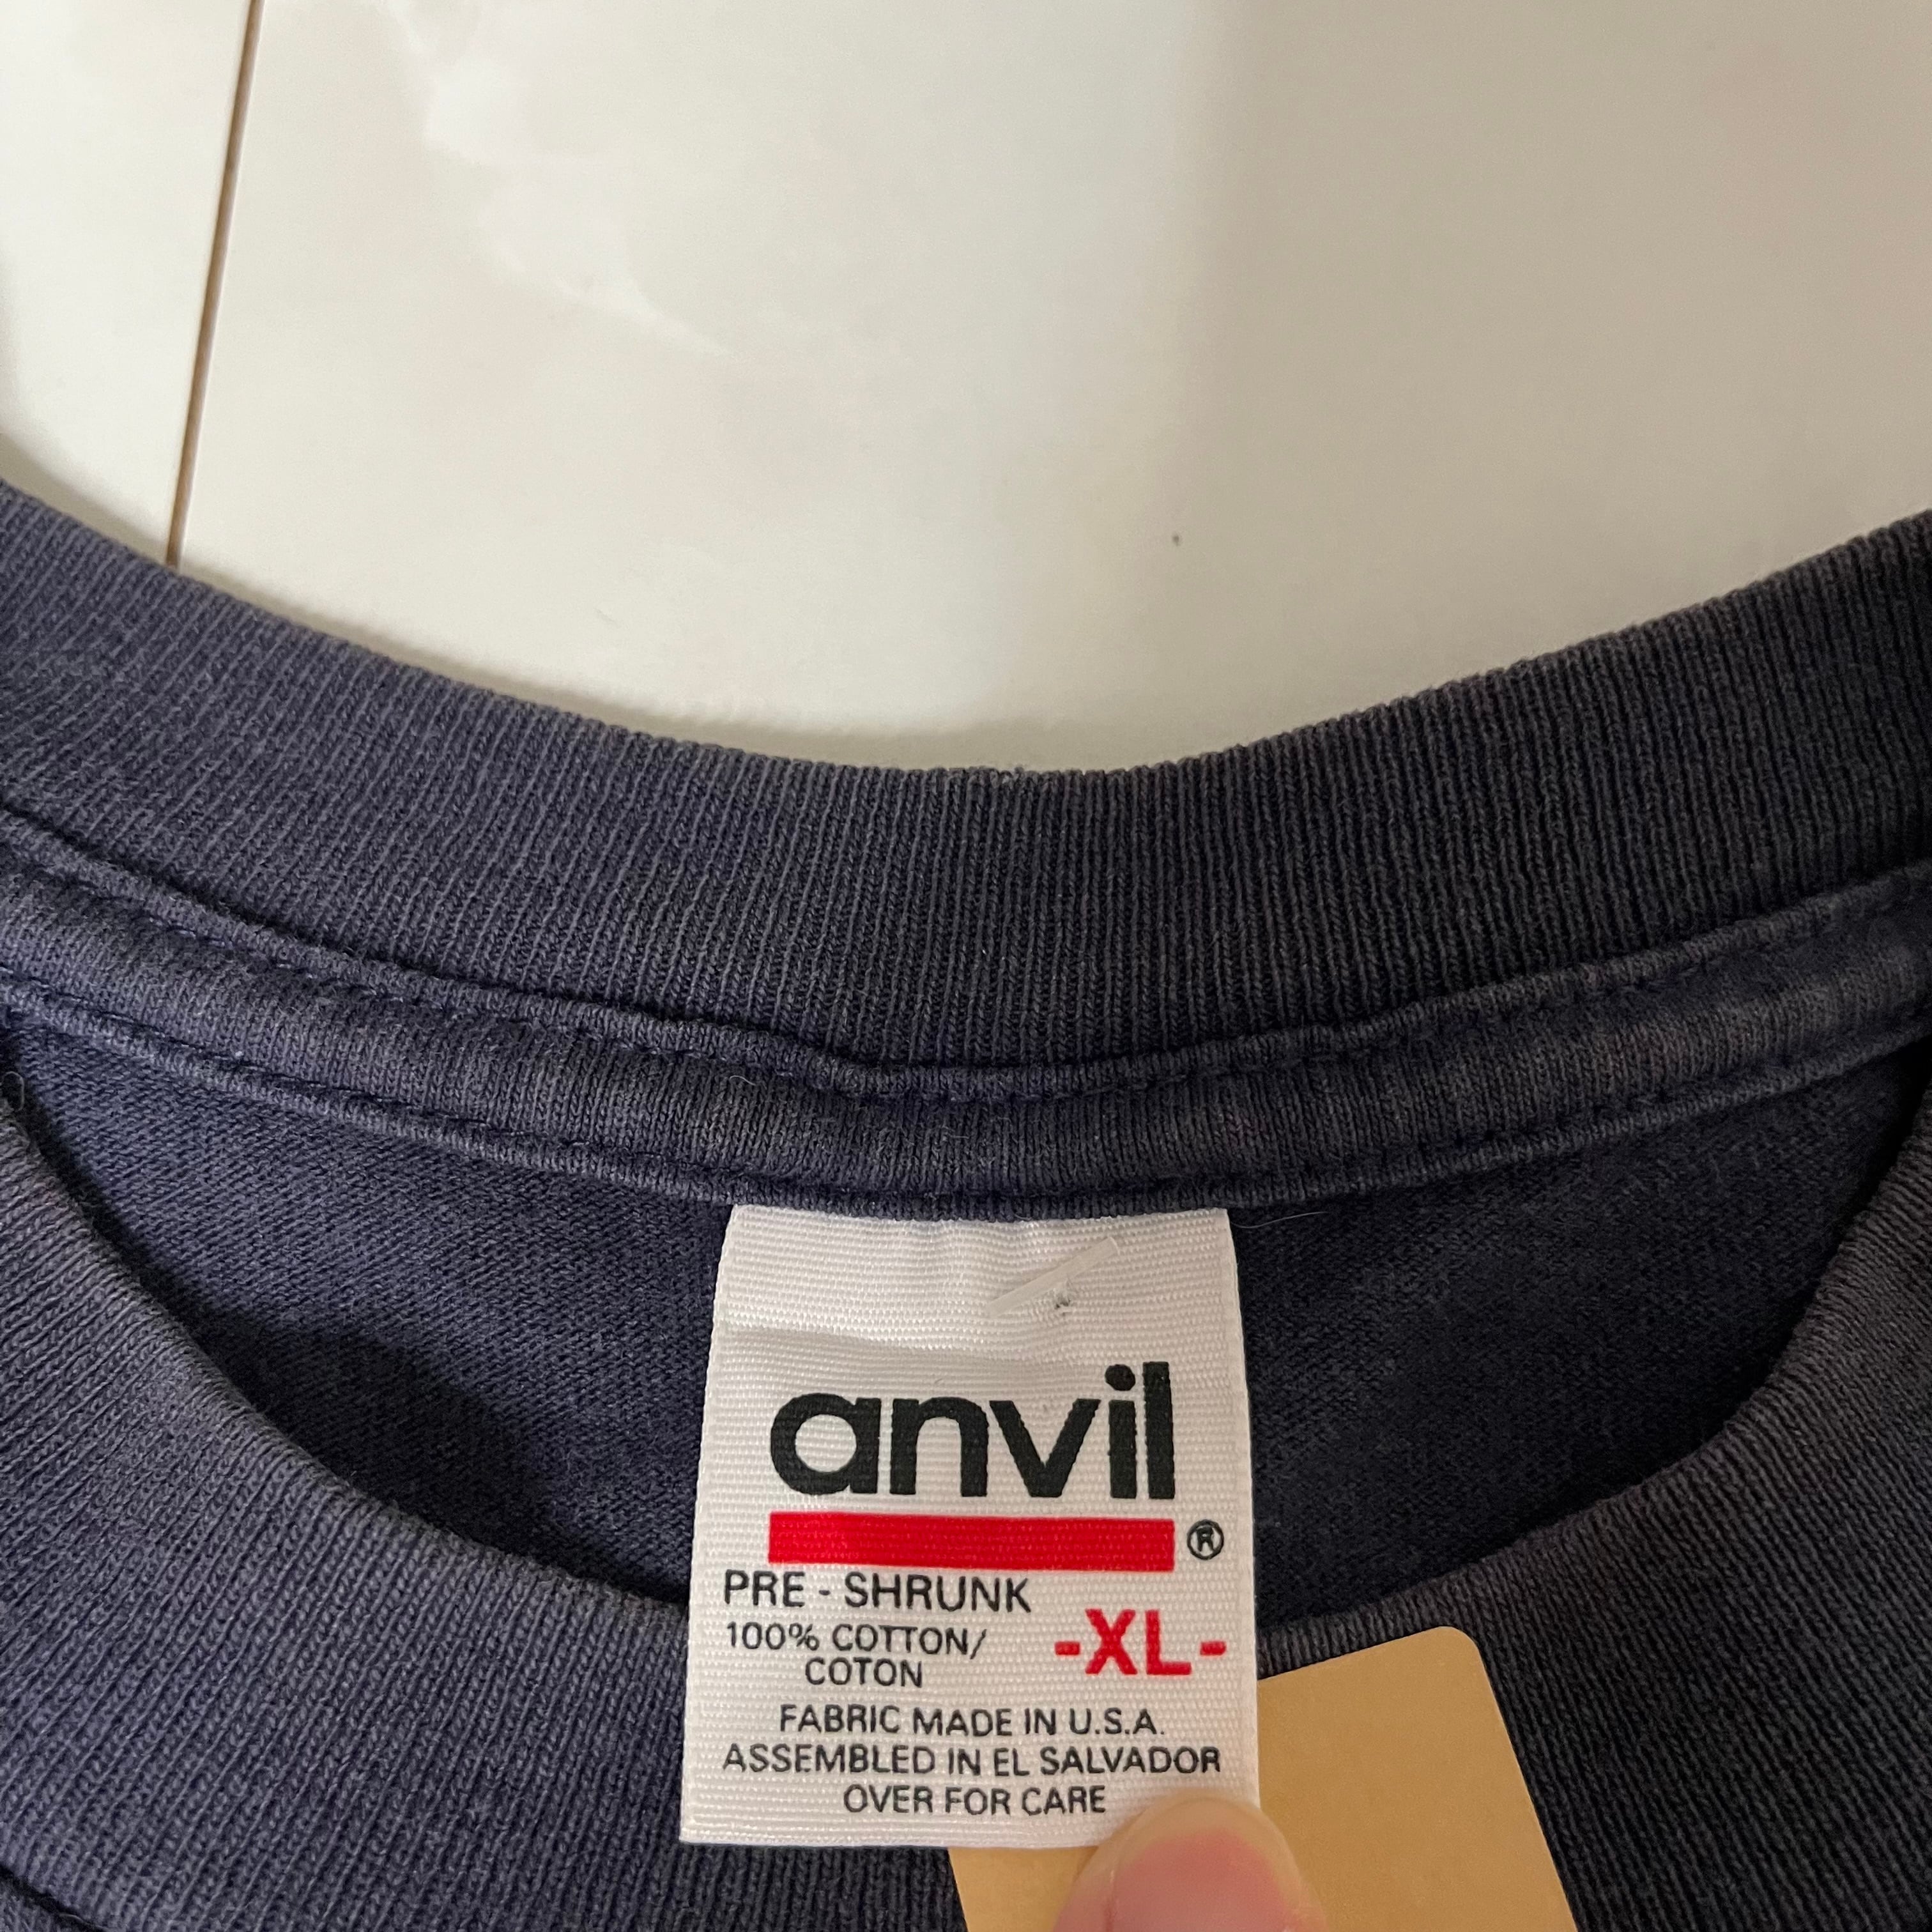 anvil
®
PRE - SHRUNK
100% COTTON/
COTON
-XL-
FABRIC MADE IN U.S.A.
ASSEMBLED IN EL SALVADOR
OVER FOR CARE